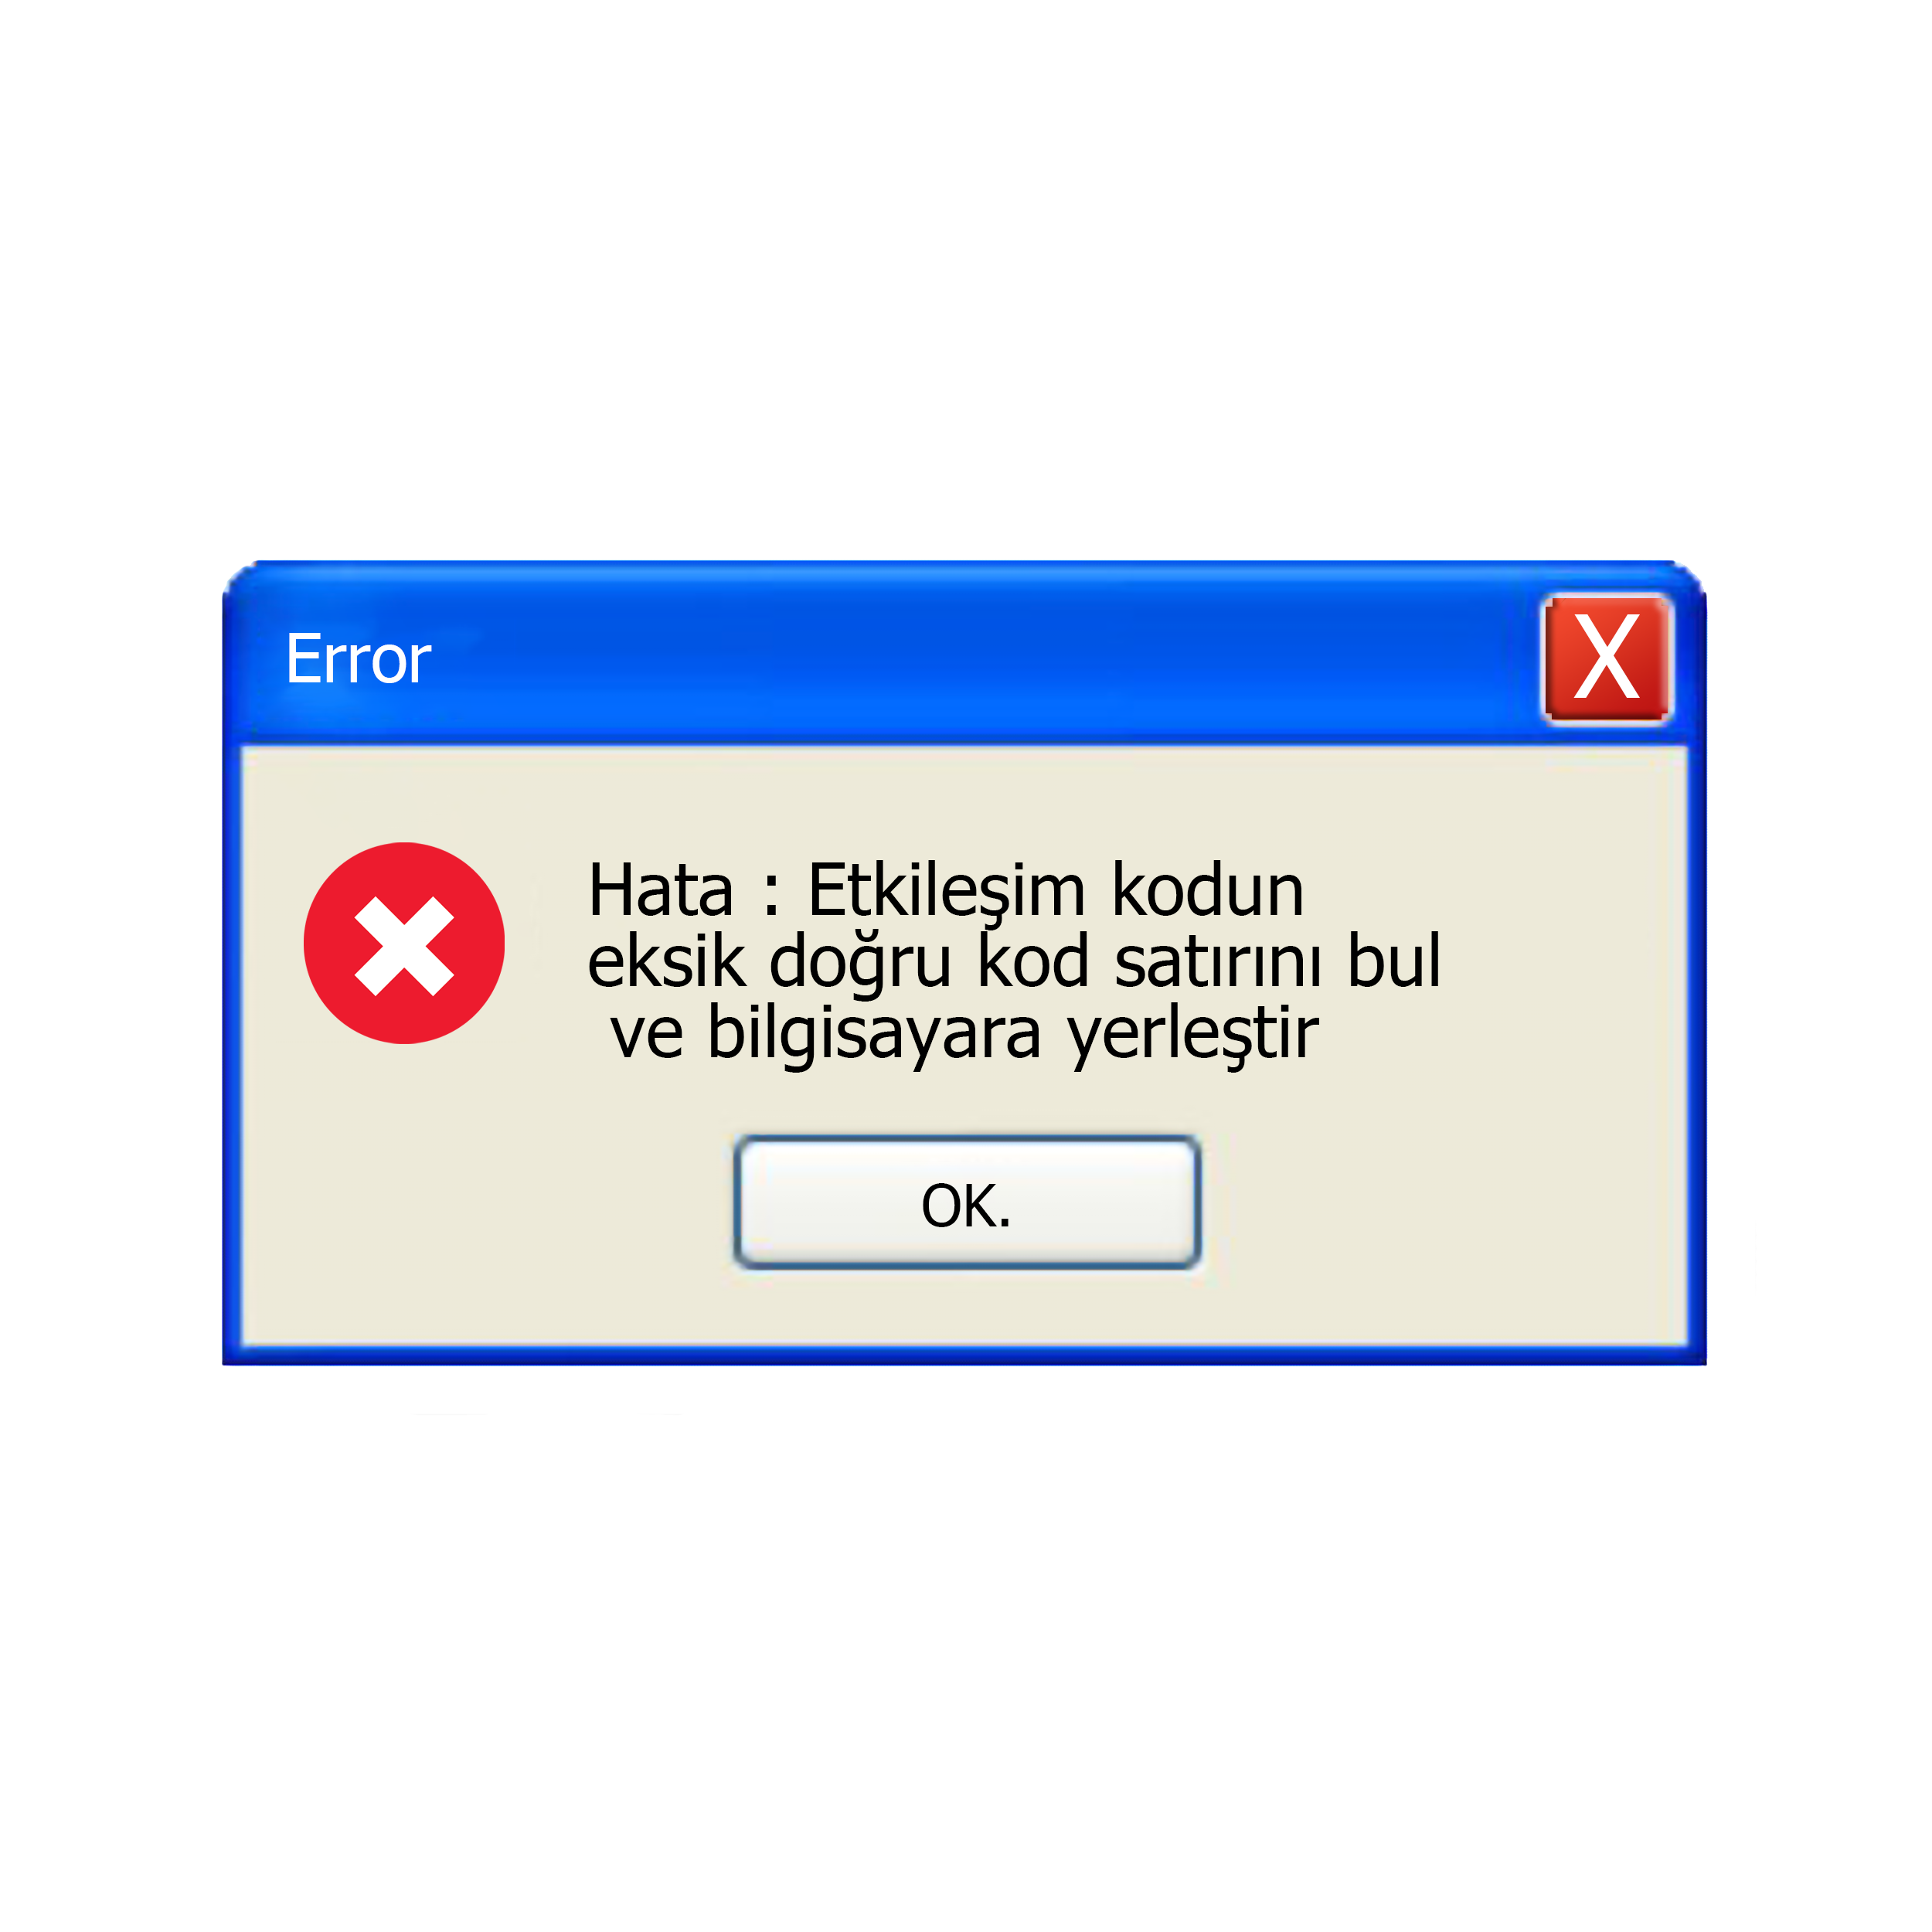 Error
X
Hata : Etkileşim kodun
eksik doğru kod satırını bul
ve bilgisayara yerleştir
OK.